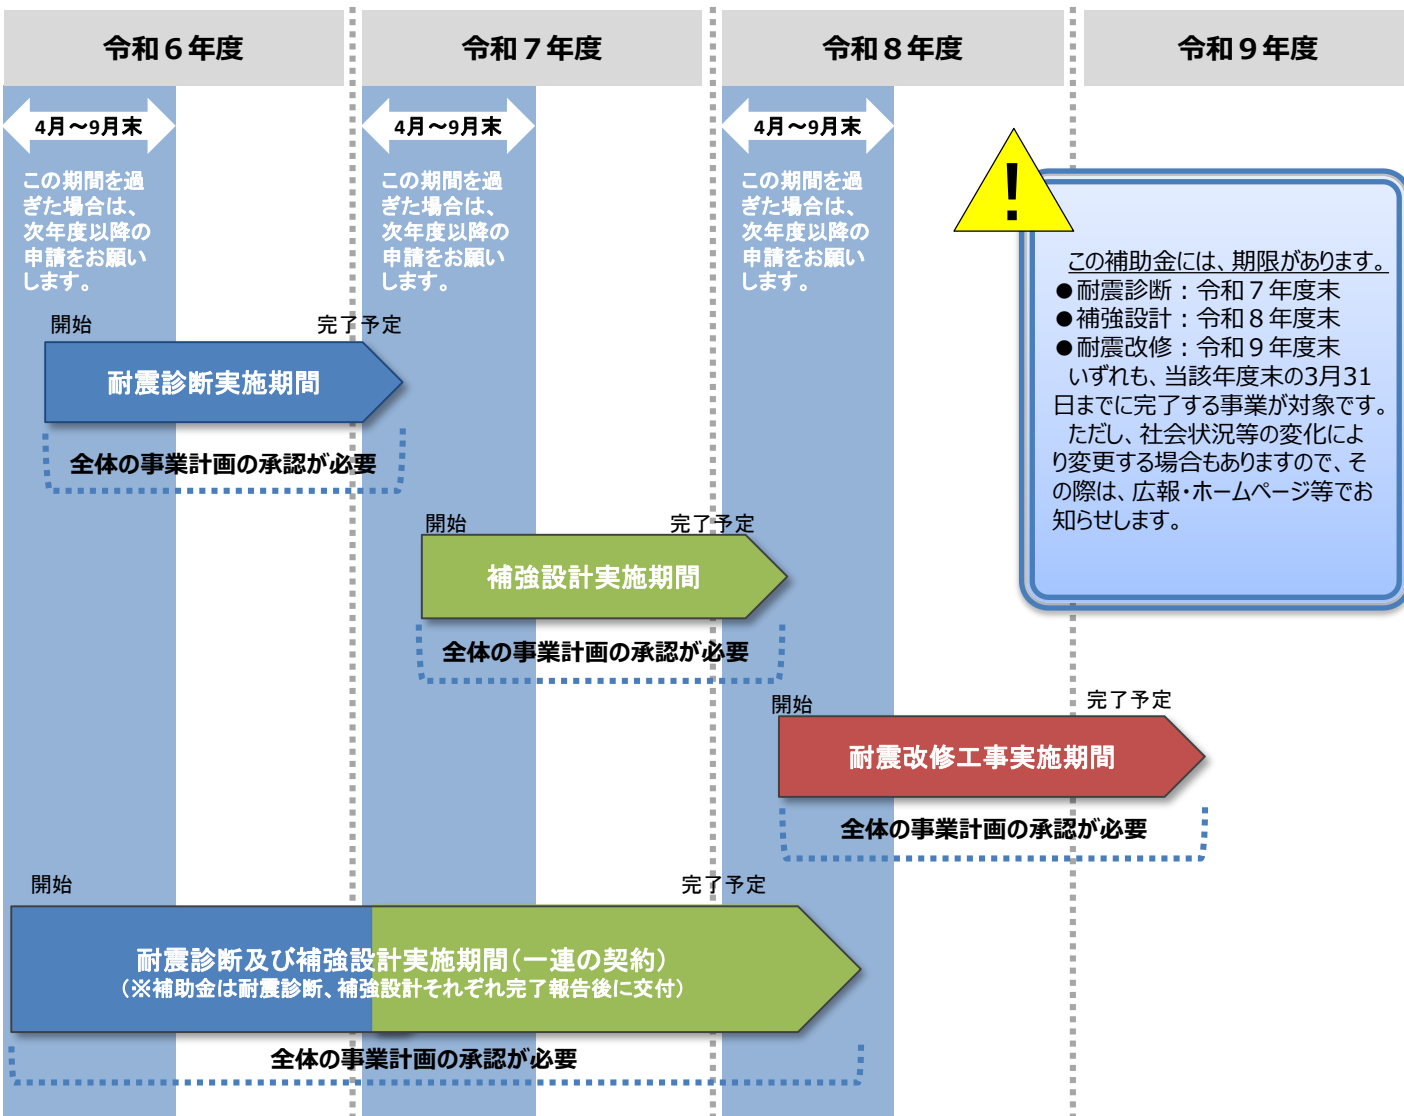 令和６年度
令和７年度
令和８年度
令和９年度
4月～9月末
4月～9月末
4月～9月末
この期間を過
ぎた場合は、
次年度以降の
申請をお願い
します。
この期間を過
ぎた場合は、
次年度以降の
申請をお願い
します。
この期間を過
ぎた場合は、
次年度以降の
申請をお願い
します。
!
この補助金には、期限があります。
●耐震診断：令和７年度末
●補強設計：令和８年度末
●耐震改修：令和９年度末
いずれも、当該年度末の3月31
日までに完了する事業が対象です。
ただし、社会状況等の変化によ
り変更する場合もありますので、そ
の際は、広報・ホームページ等でお
知らせします。
開始
完了予定
耐震診断実施期間
全体の事業計画の承認が必要
開始
完了予定
補強設計実施期間
全体の事業計画の承認が必要
開始
完了予定
耐震改修工事実施期間
全体の事業計画の承認が必要
開始
完了予定
耐震診断及び補強設計実施期間（一連の契約）
（※補助金は耐震診断、補強設計それぞれ完了報告後に交付）
全体の事業計画の承認が必要